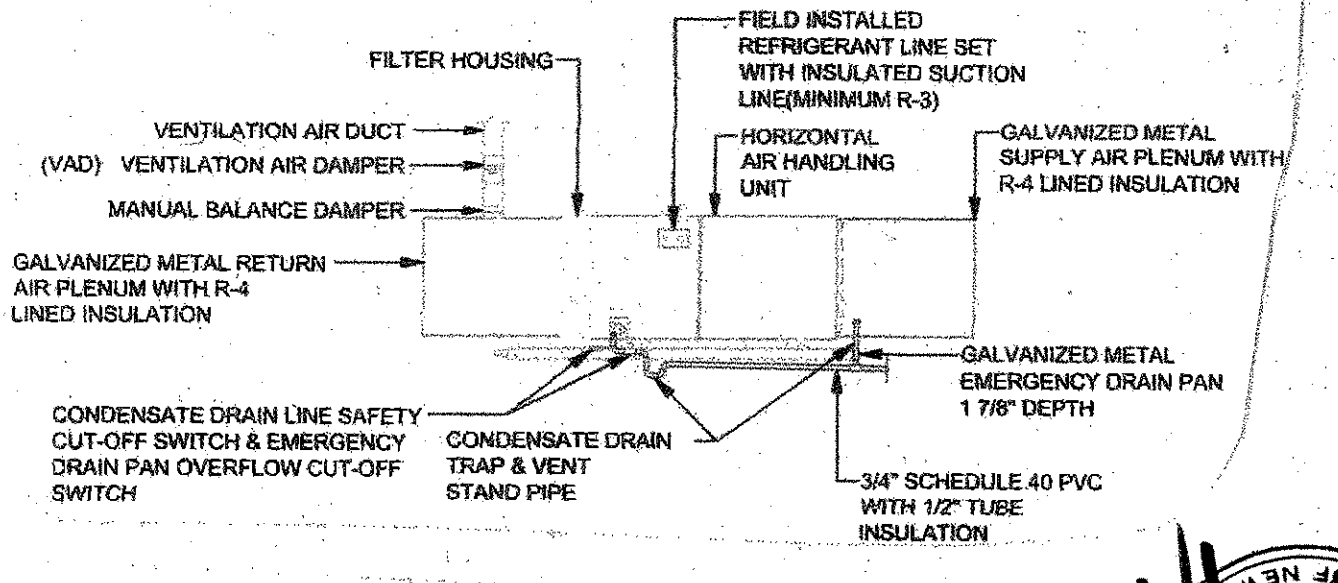 FIELD INSTALLED
REFRIGERANT LINE SET
WITH INSULATED SUCTION
LINE(MINIMUM R-3)
FILTER HOUSING
VENTILATION AIR DUCT
(VAD) VENTILATION AIR DAMPER
MANUAL BALANCE DAMPER
HORIZONTAL
AIR HANDLING
UNIT
GALVANIZED METAL
SUPPLY AIR PLENUM WITH
R-4 LINED INSULATION
GALVANIZED METAL RETURN
AIR PLENUM WITH R-4
LINED INSULATION
GALVANIZED METAL
EMERGENCY DRAIN PAN
1 7/8" DEPTH
CONDENSATE DRAIN LINE SAFETY
CUT-OFF SWITCH & EMERGENCY
DRAIN PAN OVERFLOW CUT-OFF
SWITCH
CONDENSATE DRAIN
TRAP & VENT
STAND PIPE
3/4" SCHEDULE 40 PVC
WITH 1/2" TUBE
INSULATION
OF NEW